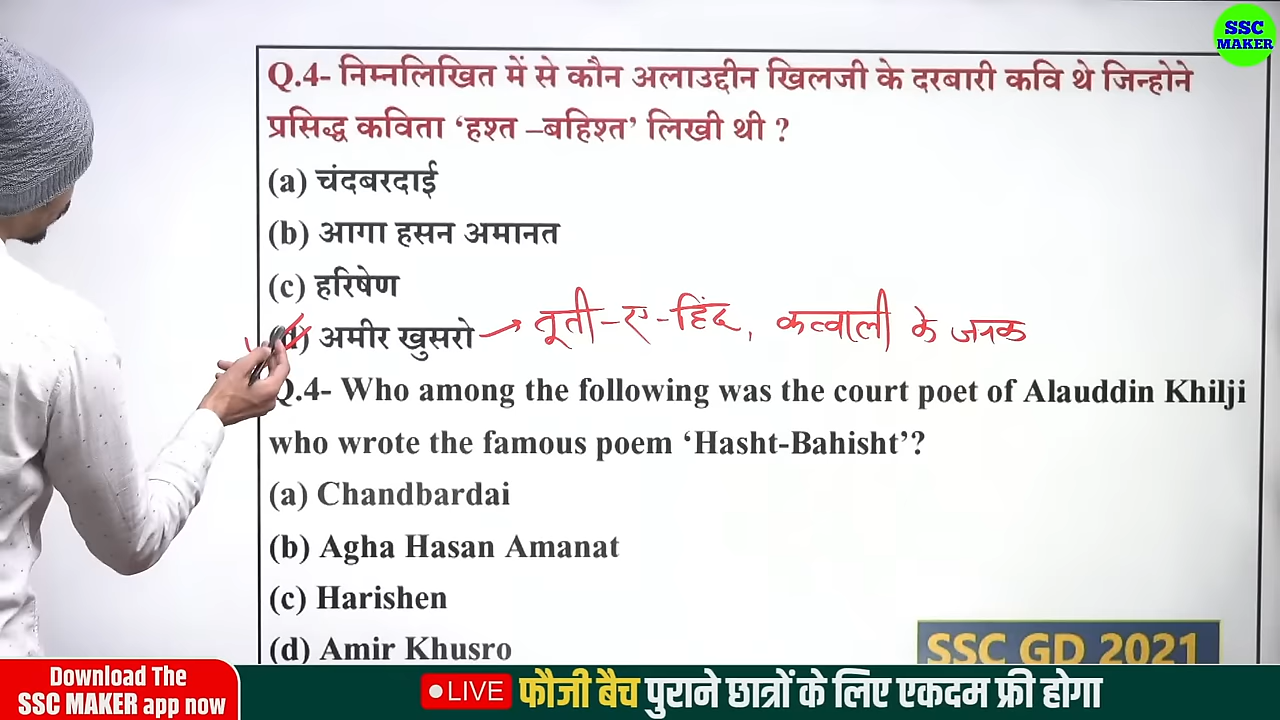 SSC
MAKER
Q.4- निम्नलिखित में से कौन अलाउद्दीन खिलजी के दरबारी कवि थे जिन्होने
प्रसिद्ध कविता ‘हश्त –बहिश्त’ लिखी थी ?
(a) चंदबरदाई
(b) आगा हसन अमानत
(c) हरिषेण
(d) अमीर खुसरो → तूती-ए-हिंद, कव्वाली के जनक
Q.4- Who among the following was the court poet of Alauddin Khilji
who wrote the famous poem ‘Hasht-Bahisht’?
(a) Chandbardai
(b) Agha Hasan Amanat
(c) Harishen
(d) Amir Khusro
SSC GD 2021
Download The
SSC MAKER app now
LIVE फौजी बैच पुराने छात्रों के लिए एकदम फ्री होगा